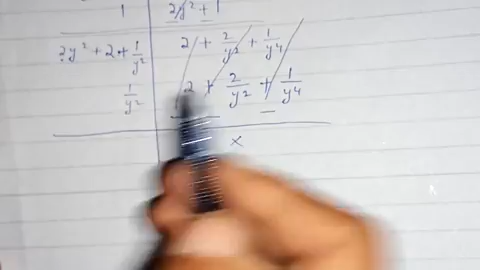 1 2y² + 1
2y² + 2 + 1/y² 2 + 2/y² + 1/y⁴
1/y² 2 + 2/y² + 1/y⁴
x